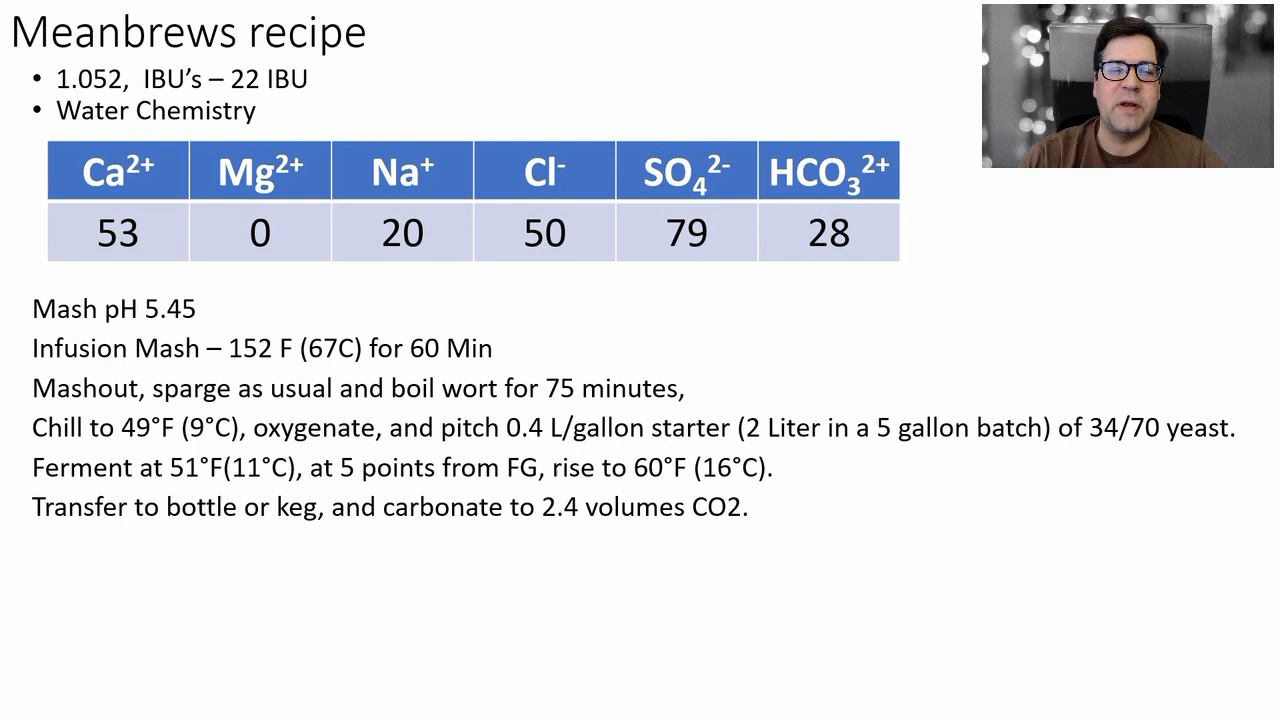 Meanbrews recipe
• 1.052, IBU’s – 22 IBU
• Water Chemistry
Ca2+ Mg2+ Na+ Cl- SO42- HCO32+
53 0 20 50 79 28
Mash pH 5.45
Infusion Mash – 152 F (67C) for 60 Min
Mashout, sparge as usual and boil wort for 75 minutes,
Chill to 49°F (9°C), oxygenate, and pitch 0.4 L/gallon starter (2 Liter in a 5 gallon batch) of 34/70 yeast.
Ferment at 51°F(11°C), at 5 points from FG, rise to 60°F (16°C).
Transfer to bottle or keg, and carbonate to 2.4 volumes CO2.